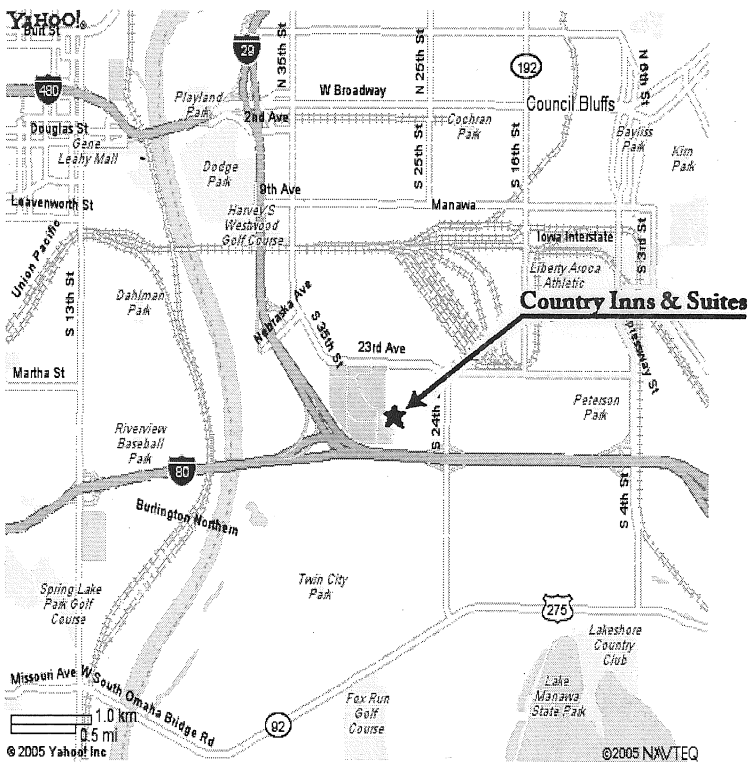 YAHOO!
Burt St
29
N 35th St
N 25th St
192
N 6th St
480
Playland
Park
W Broadway
Council Bluffs
Douglas St
Gene
Leahy Mall
2nd Ave
Cochran
Park
Bayliss
Park
Kim
Park
Dodge
Park
S 25th St
S 16th St
9th Ave
Leavenworth St
Harvey'S
Westwood
Golf Course
Manawa
Iowa Interstate
S 3rd St
Union Pacific
S 13th St
Dahlman
Park
Liberty Aroca
Athletic
Country Inns & Suites
Nebraska Ave
S 35th St
23rd Ave
pressway St
Martha St
Peterson
Park
S 24th
Riverview
Baseball
Park
80
S 4th St
Burlington Northern
Spring Lake
Park Golf
Course
Twin City
Park
275
Lakeshore
Country
Club
Missouri Ave W
South Omaha Bridge Rd
Lake
Manawa
State Park
Fox Run
Golf
Course
92
1.0 km
0.5 mi
©2005 Yahoo! Inc
©2005 NAVTEQ